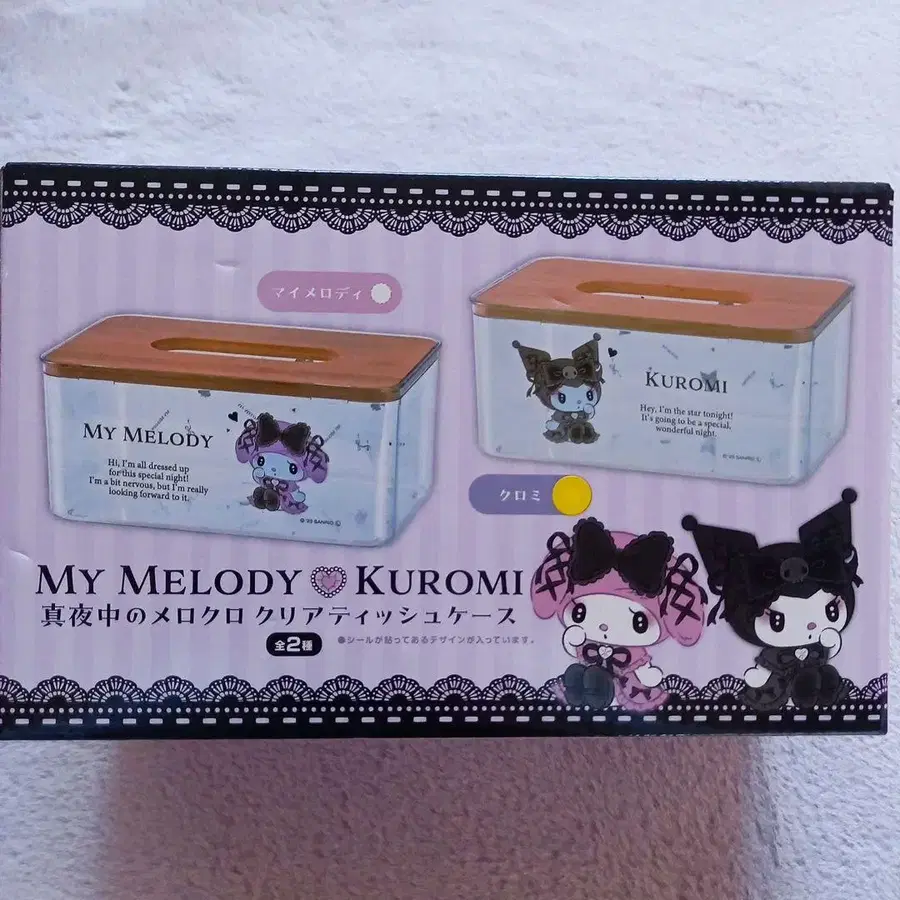 マイメロディ
MY MELODY
Hi, I'm all dressed up
for this special night!
I'm a bit nervous, but I'm really
looking forward to it.
© '23 SANRIO
KUROMI
Hey, I'm the star tonight!
It's going to be a special,
wonderful night.
SANRIO
クロミ
MY MELODY KUROMI
真夜中のメロクロ クリアティッシュケース
全2種
●シールが貼ってあるデザインが入っています。